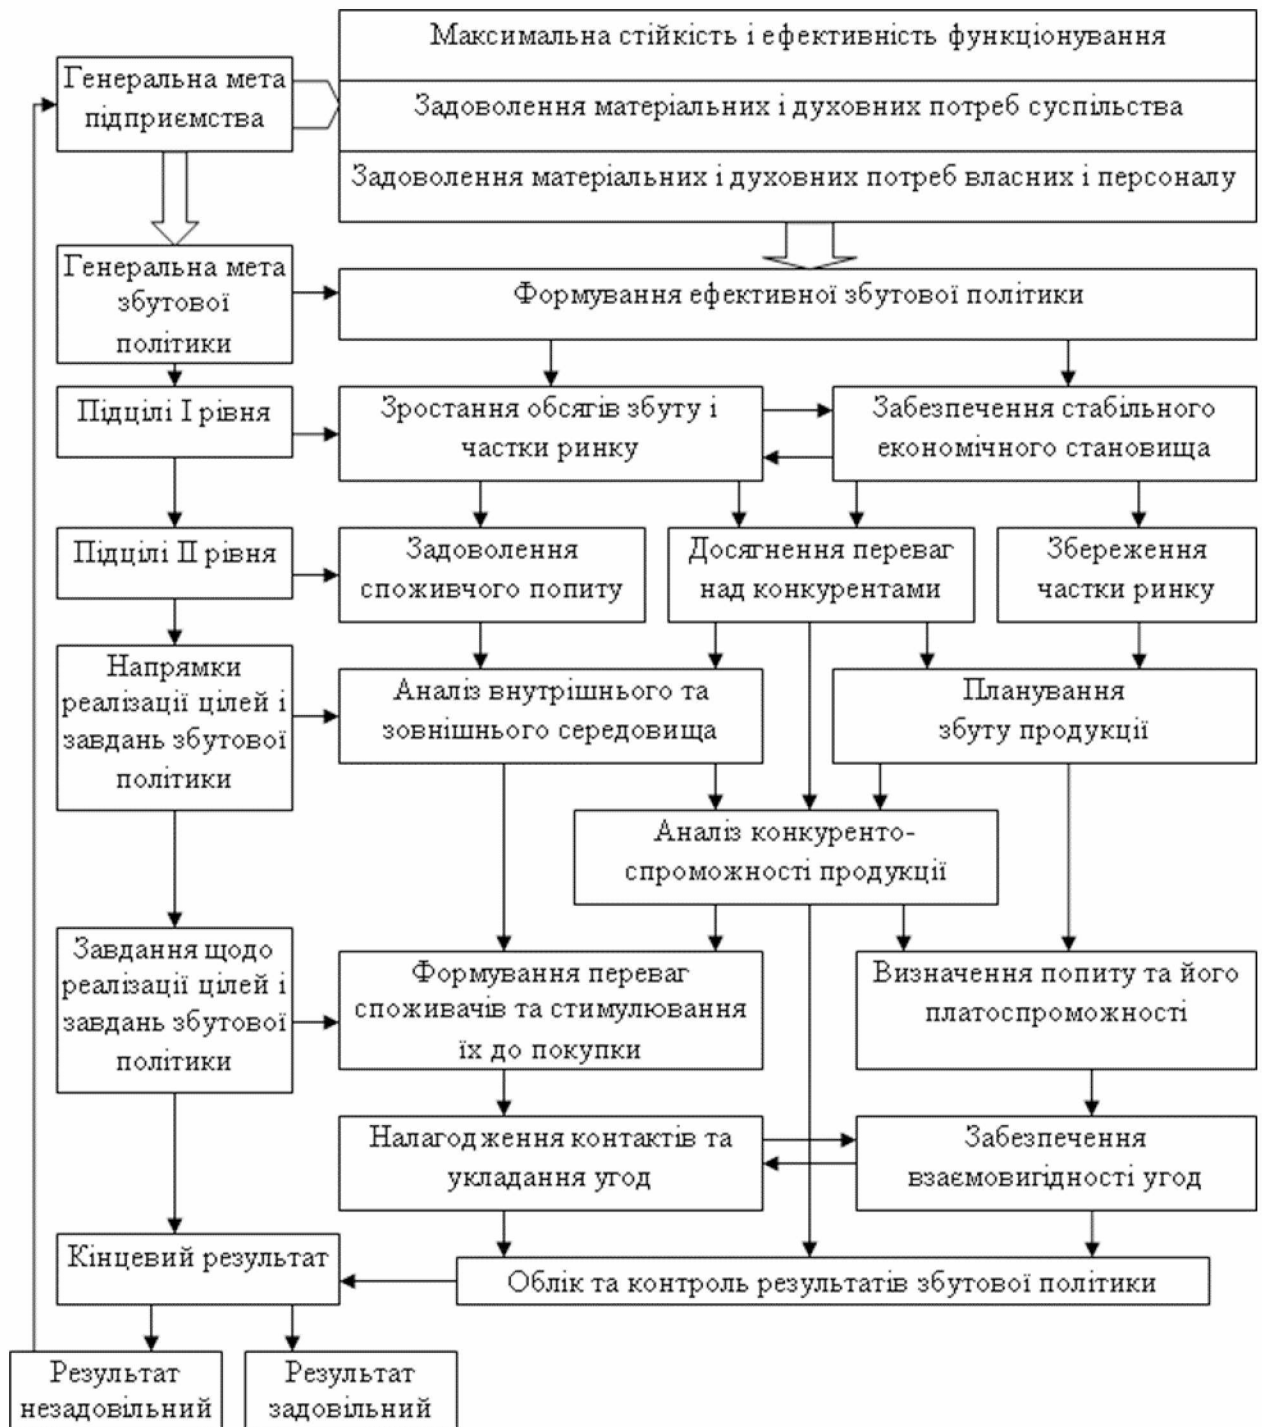 Максимальна стійкість і ефективність функціонування
Генеральна мета
підприємства
Задоволення матеріальних і духовних потреб суспільства
Задоволення матеріальних і духовних потреб власних і персоналу
Генеральна мета
збутової
політики
Формування ефективної збутової політики
Підцілі І рівня
Зростання обсягів збуту і
частки ринку
Забезпечення стабільного
економічного становища
Підцілі ІІ рівня
Задоволення
споживчого попиту
Досягнення переваг
над конкурентами
Збереження
частки ринку
Напрямки
реалізації цілей і
завдань збутової
політики
Аналіз внутрішнього та
зовнішнього середовища
Планування
збуту продукції
Аналіз конкуренто-
спроможності продукції
Завдання щодо
реалізації цілей і
завдань збутової
політики
Формування переваг
споживачів та стимулювання
їх до покупки
Визначення попиту та його
платоспроможності
Налагодження контактів та
укладання угод
Забезпечення
взаємовигідності угод
Кінцевий результат
Облік та контроль результатів збутової політики
Результат
незадовільний
Результат
задовільний